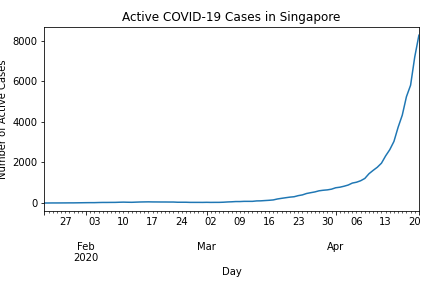 Active COVID-19 Cases in Singapore
Number of Active Cases
8000
6000
4000
2000
0
27 03 10 17 24 02 09 16 23 30 06 13 20
Feb Mar Apr
2020
Day